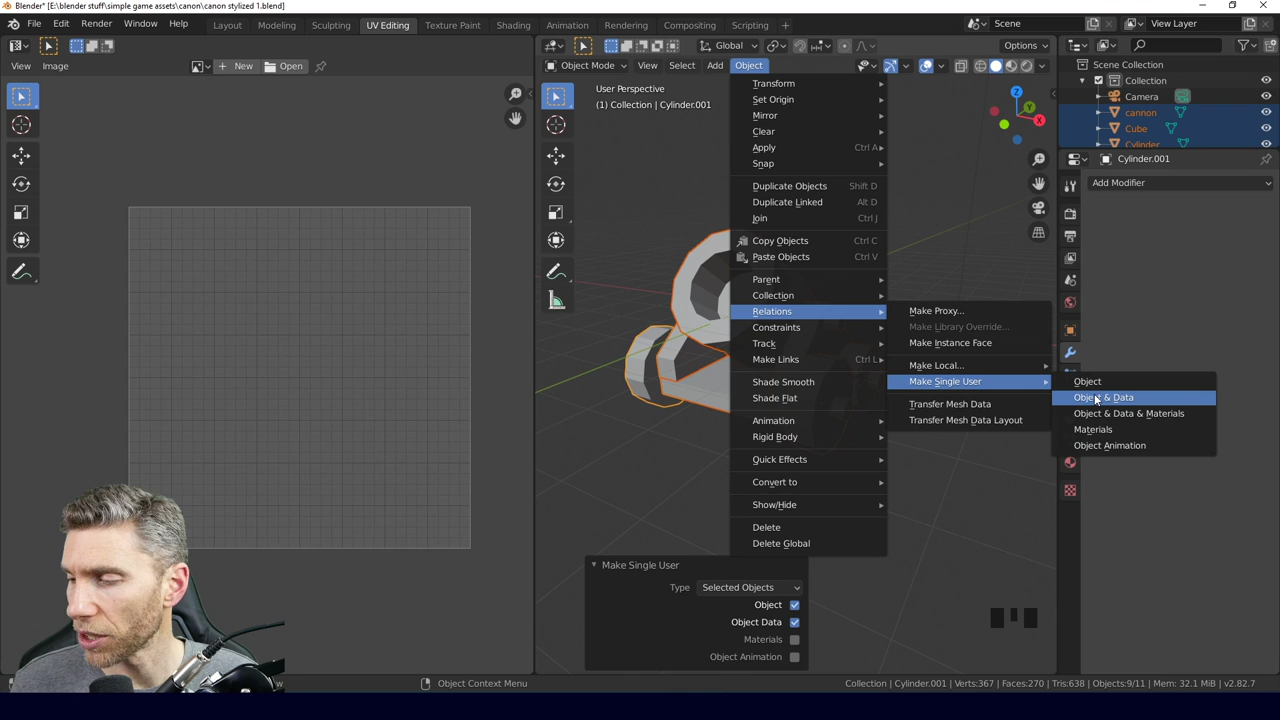 Blender* [E:\blender stuff\simple game assets\canon\canon stylized 1.blend]
File Edit Render Window Help Layout Modeling Sculpting UV Editing Texture Paint Shading Animation Rendering Compositing Scripting Scene View Layer
Global Options
View Image New Open Object Mode View Select Add Object
Scene Collection
Collection
Camera
cannon
Cube
Cylinder
Cylinder.001
Add Modifier
User Perspective
(1) Collection | Cylinder.001
Transform
Set Origin
Mirror
Clear
Apply Ctrl A
Snap
Duplicate Objects Shift D
Duplicate Linked Alt D
Join Ctrl J
Copy Objects Ctrl C
Paste Objects Ctrl V
Parent
Collection
Relations
Constraints
Track
Make Links Ctrl L
Shade Smooth
Shade Flat
Animation
Rigid Body
Quick Effects
Convert to
Show/Hide
Delete
Delete Global
Make Proxy...
Make Library Override...
Make Instance Face
Make Local...
Make Single User
Transfer Mesh Data
Transfer Mesh Data Layout
Object
Object & Data
Object & Data & Materials
Materials
Object Animation
Make Single User
Type Selected Objects
Object
Object Data
Materials
Object Animation
Object Context Menu
Collection | Cylinder.001 | Verts:367 | Faces:270 | Tris:638 | Objects:9/11 | Mem: 32.1 MiB | v2.82.7